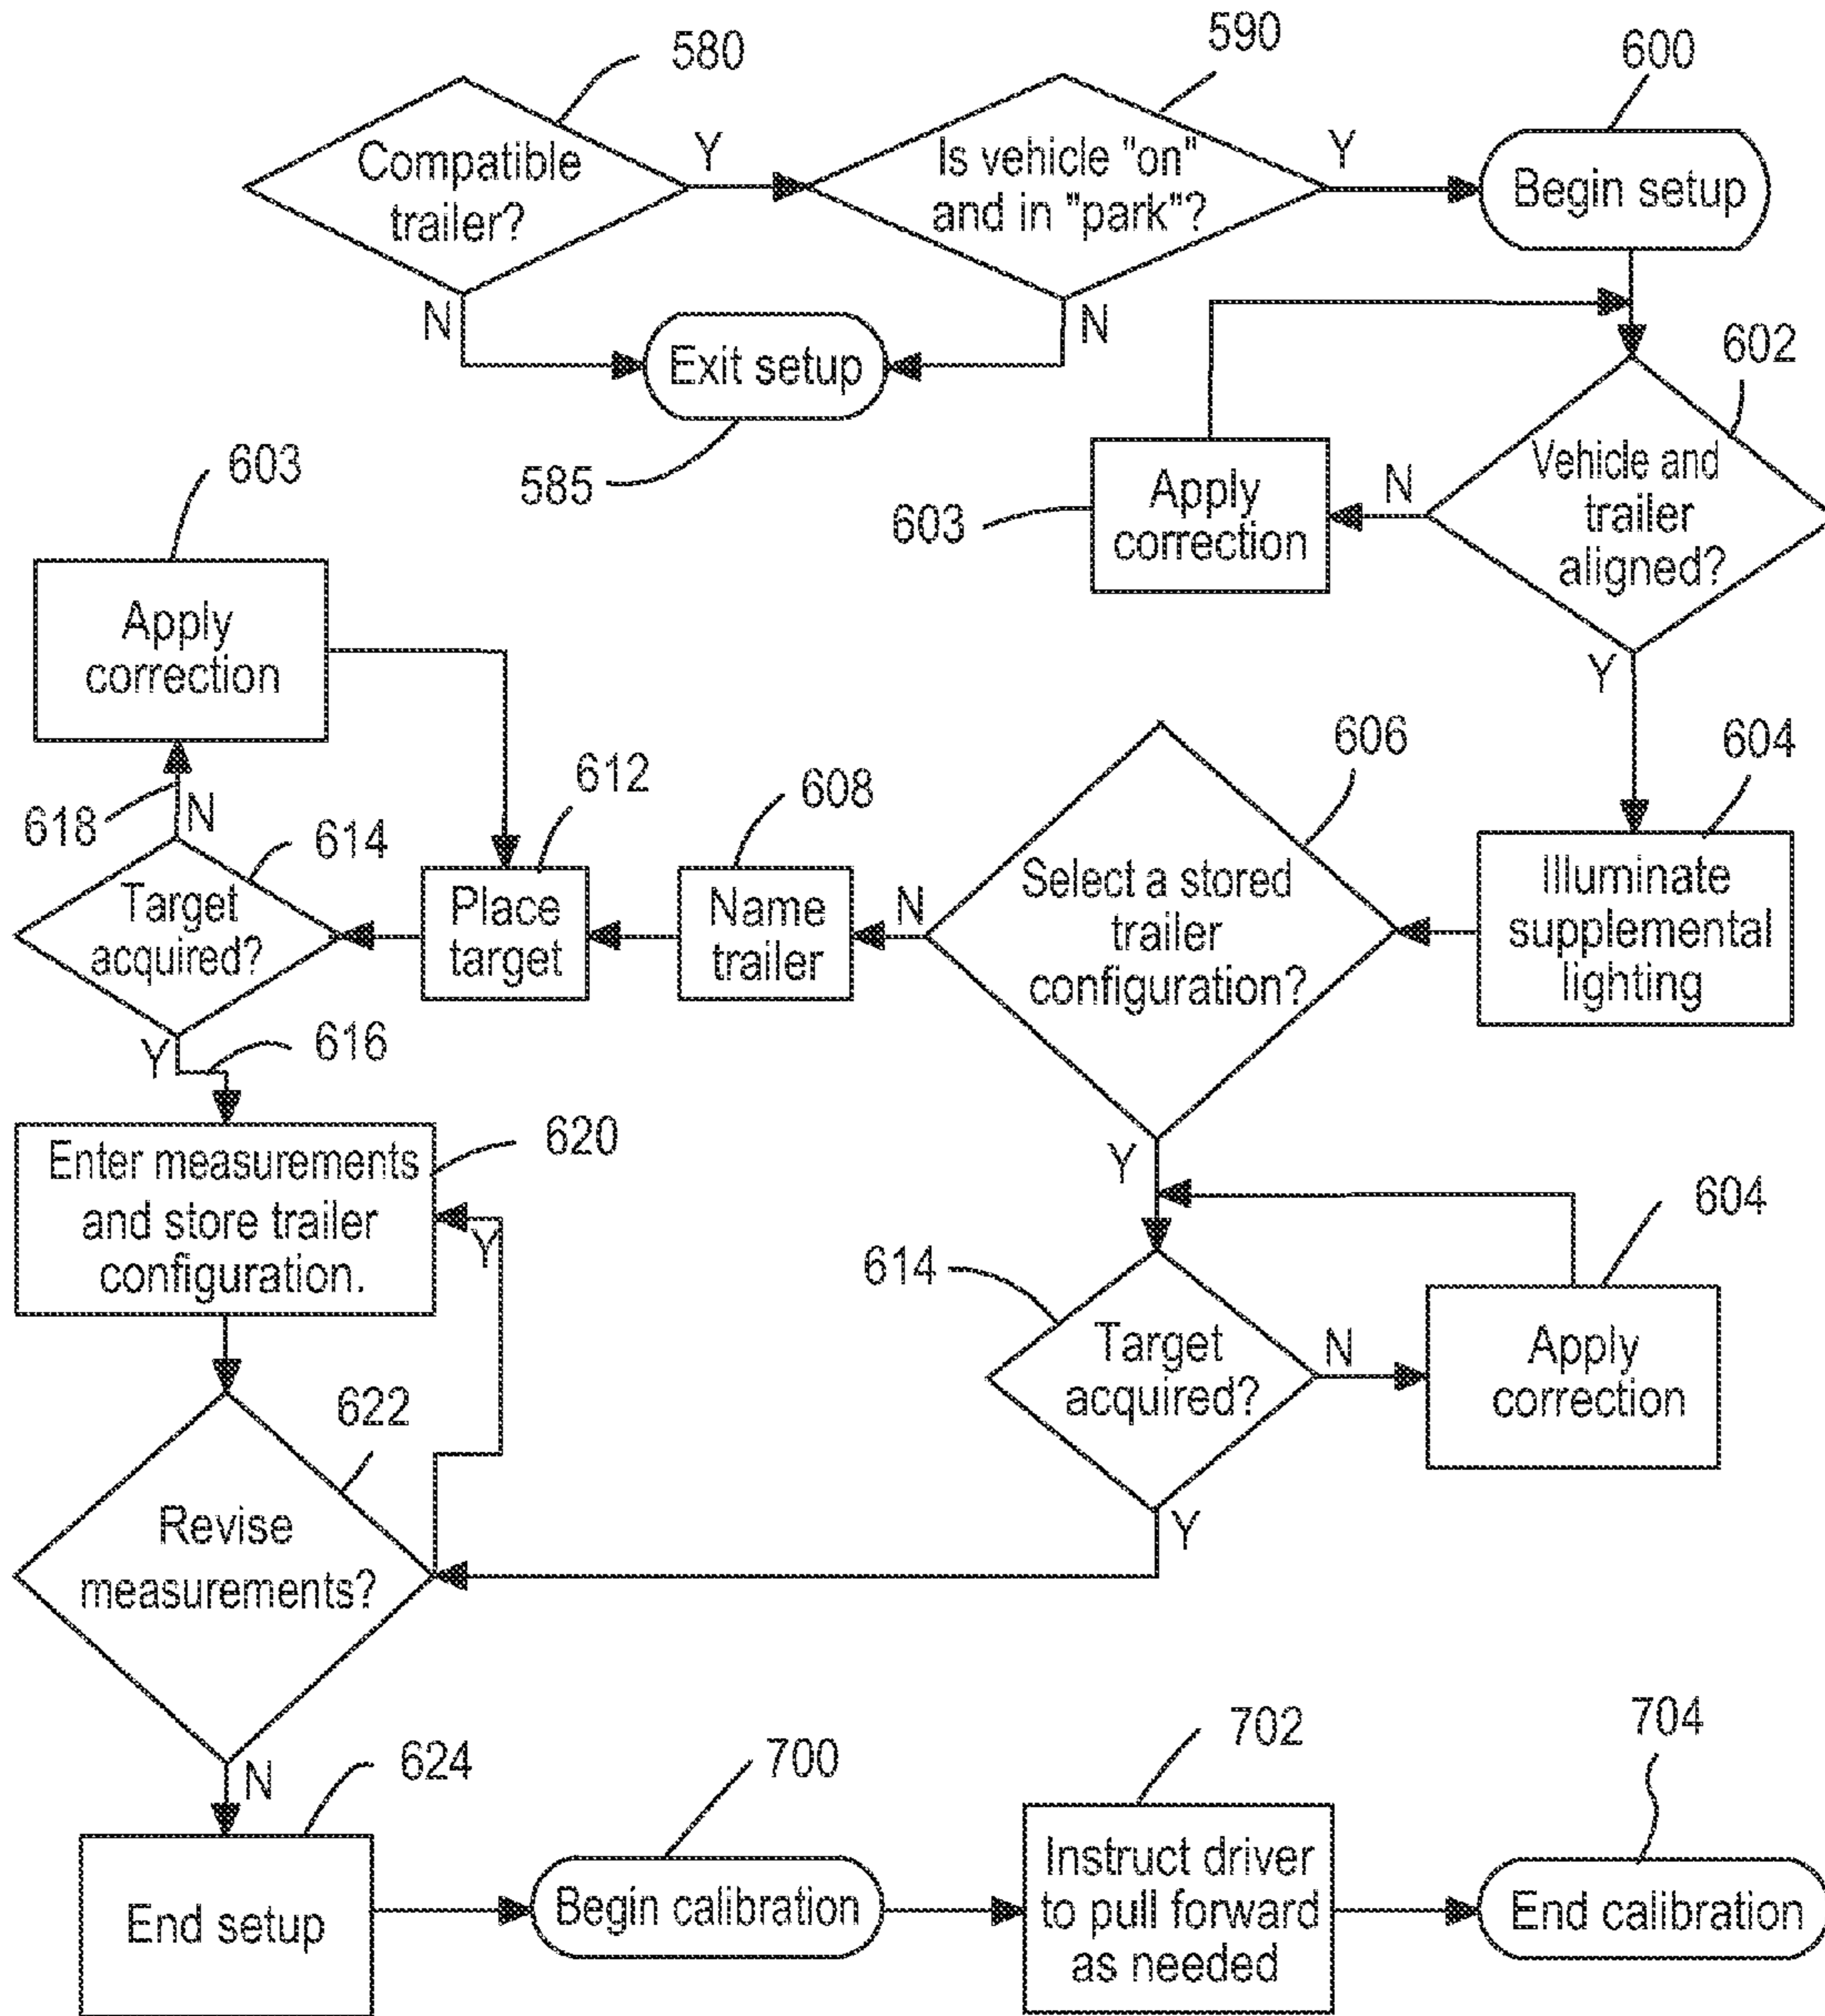 580
590
600
Compatible
trailer?
Y
Is vehicle "on"
and in "park"?
Y
Begin setup
N
Exit setup
N
585
602
Vehicle and
trailer
aligned?
N
Apply
correction
603
Y
603
Apply
correction
618
N
614
Target
acquired?
612
Place
target
608
Name
trailer
N
606
Select a stored
trailer
configuration?
604
Illuminate
supplemental
lighting
Y
616
Y
620
Enter measurements
and store trailer
configuration.
Y
604
614
Target
acquired?
N
Apply
correction
622
Revise
measurements?
Y
N
624
End setup
700
Begin calibration
702
Instruct driver
to pull forward
as needed
704
End calibration